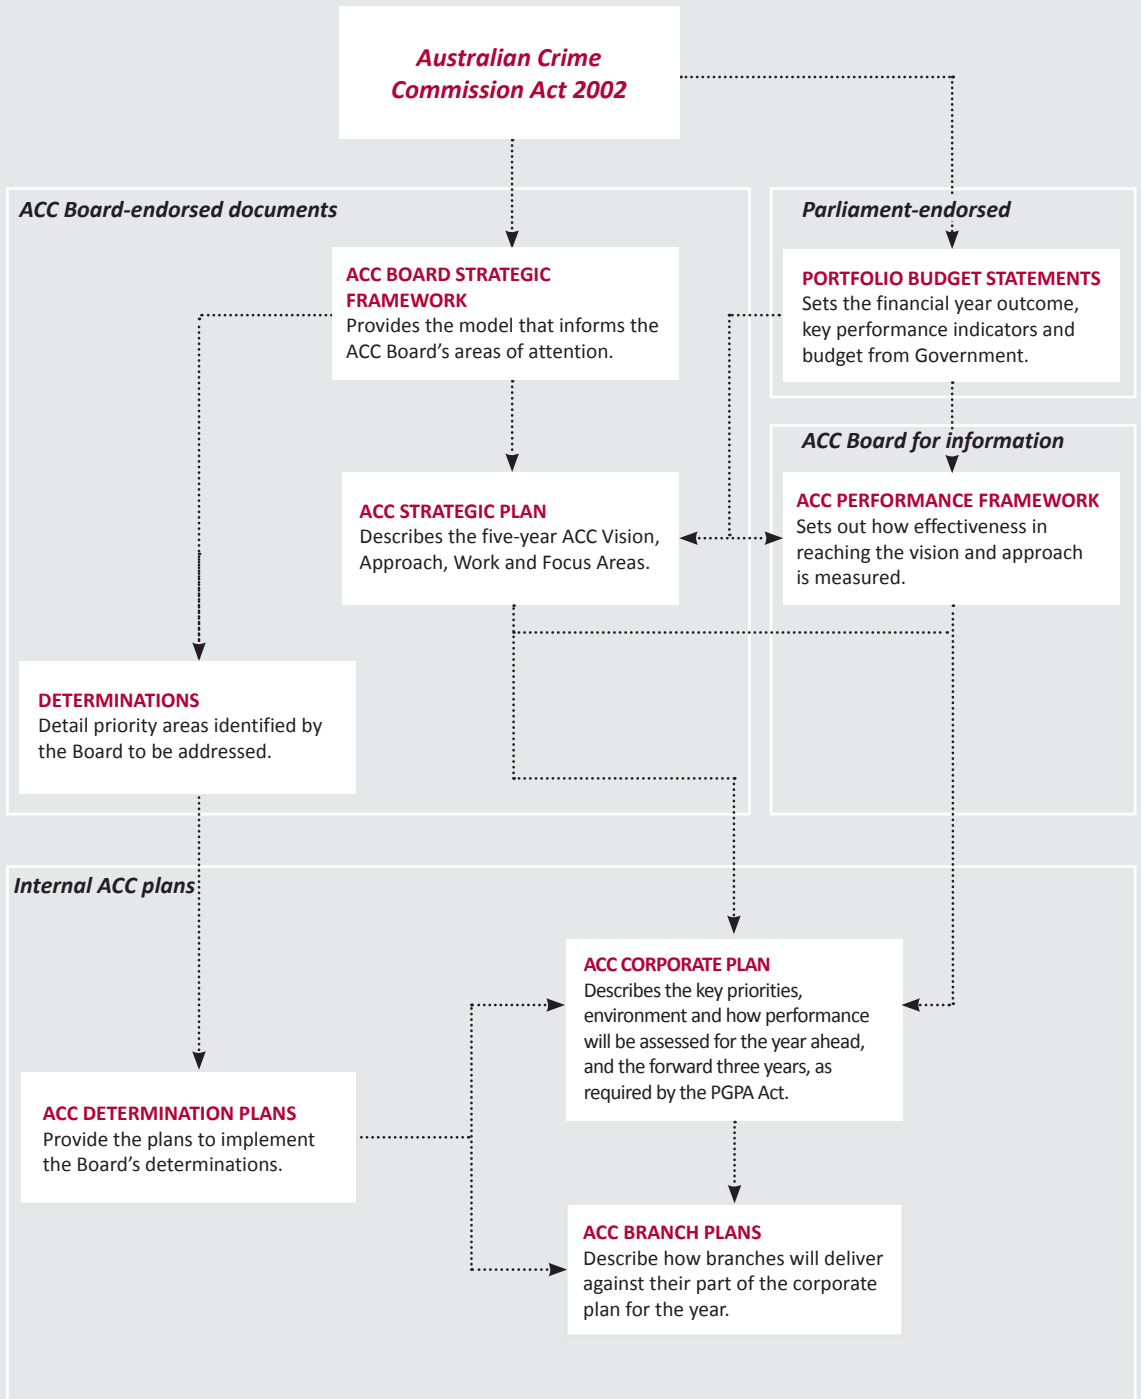 Australian Crime
Commission Act 2002
ACC Board-endorsed documents
Parliament-endorsed
ACC BOARD STRATEGIC
FRAMEWORK
Provides the model that informs the
ACC Board’s areas of attention.
PORTFOLIO BUDGET STATEMENTS
Sets the financial year outcome,
key performance indicators and
budget from Government.
ACC Board for information
ACC STRATEGIC PLAN
Describes the five-year ACC Vision,
Approach, Work and Focus Areas.
ACC PERFORMANCE FRAMEWORK
Sets out how effectiveness in
reaching the vision and approach
is measured.
DETERMINATIONS
Detail priority areas identified by
the Board to be addressed.
Internal ACC plans
ACC CORPORATE PLAN
Describes the key priorities,
environment and how performance
will be assessed for the year ahead,
and the forward three years, as
required by the PGPA Act.
ACC DETERMINATION PLANS
Provide the plans to implement
the Board’s determinations.
ACC BRANCH PLANS
Describe how branches will deliver
against their part of the corporate
plan for the year.